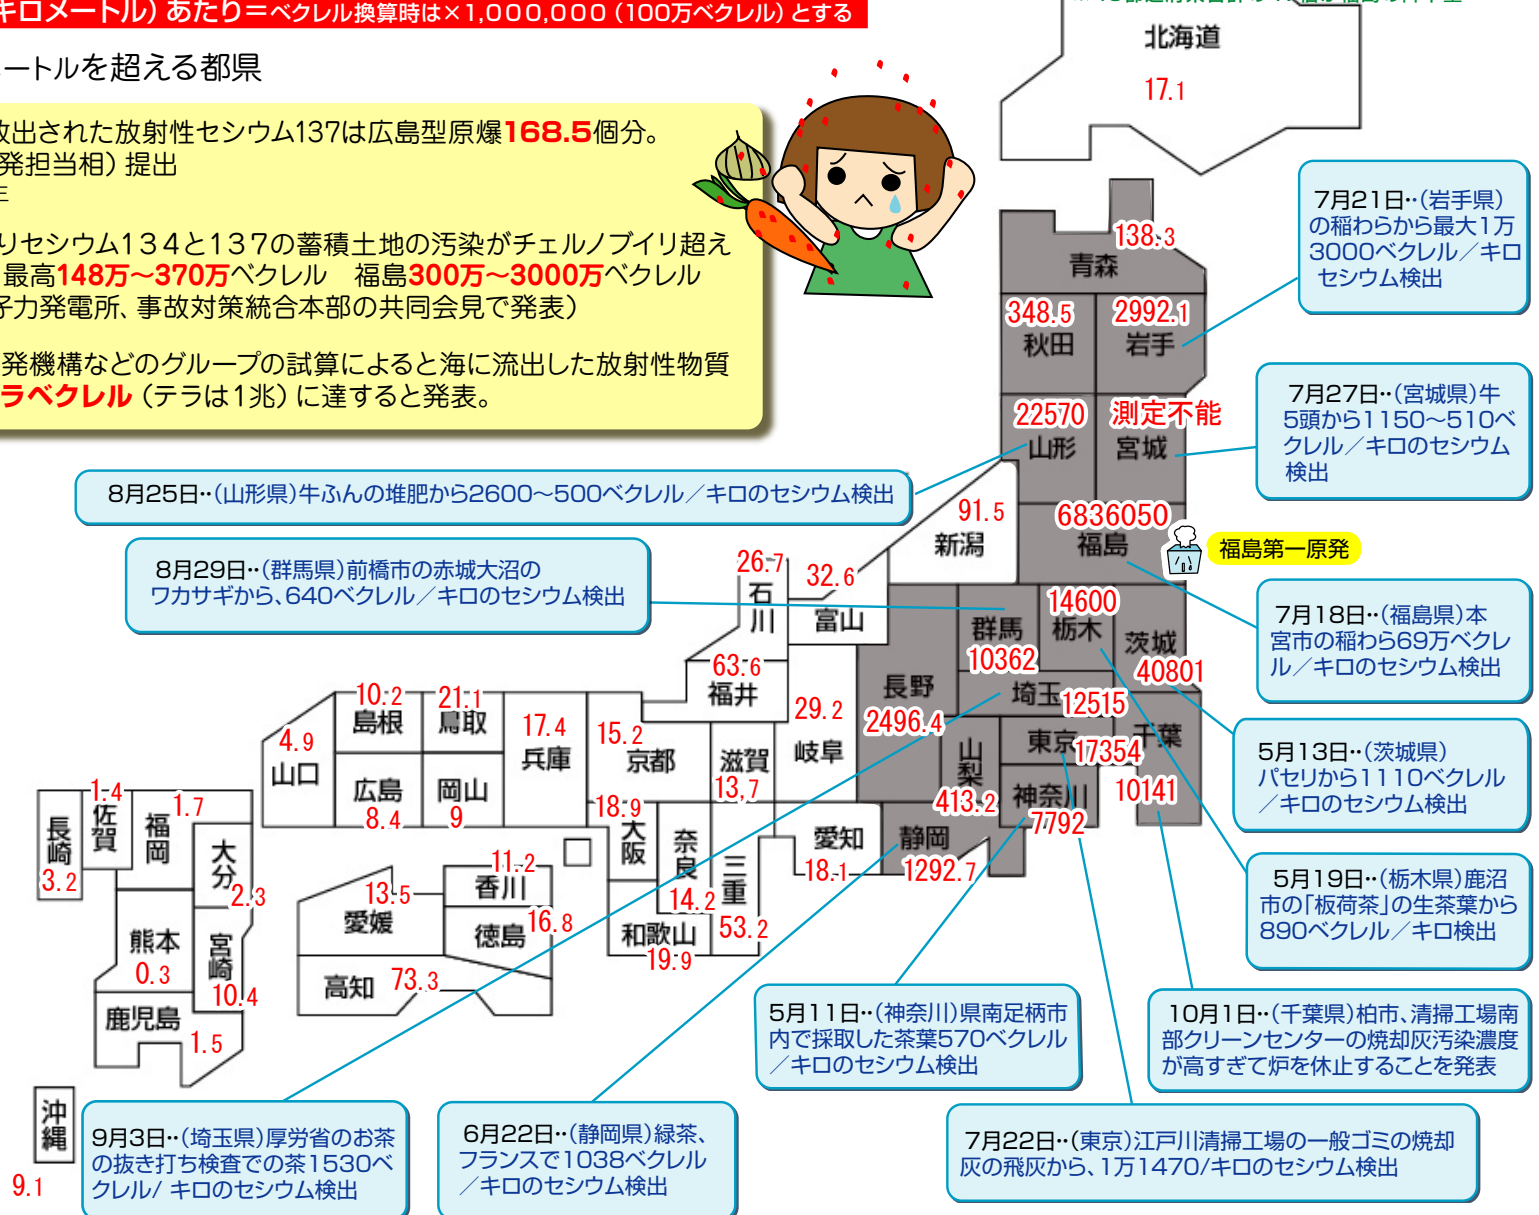 キロメートル）あたり＝ベクレル換算時は×1,000,000（100万ベクレル）とする
ートルを超える都県
放出された放射性セシウム137は広島型原爆168.5個分。
発担当相）提出
りセシウム134と137の蓄積土地の汚染がチェルノブイリ超え
最高148万～370万ベクレル　福島300万～3000万ベクレル
子力発電所、事故対策統合本部の共同会見で発表）
発機構などのグループの試算によると海に流出した放射性物質
ラベクレル（テラは1兆）に達すると発表。
北海道
17.1
7月21日‥（岩手県）
の稲わらから最大1万
3000ベクレル／キロ
セシウム検出
138.3
青森
348.5
秋田
2992.1
岩手
7月27日‥（宮城県）牛
5頭から1150～510ベ
クレル／キロのセシウム
検出
22570
山形
測定不能
宮城
8月25日‥（山形県）牛ふんの堆肥から2600～500ベクレル／キロのセシウム検出
91.5
新潟
6836050
福島
福島第一原発
8月29日‥（群馬県）前橋市の赤城大沼の
ワカサギから、640ベクレル／キロのセシウム検出
7月18日‥（福島県）本
宮市の稲わら69万ベクレ
ル／キロのセシウム検出
26.7
石川
32.6
富山
群馬
10362
14600
栃木
茨城
40801
63.6
福井
長野
2496.4
埼玉
12515
29.2
岐阜
山梨
413.2
東京
17354
千葉
10141
神奈川
7792
10.2
島根
21.1
鳥取
17.4
兵庫
15.2
京都
滋賀
13,7
4.9
山口
広島
8.4
岡山
9
5月13日‥（茨城県）
パセリから1110ベクレル
／キロのセシウム検出
18.9
大阪
奈良
14.2
三重
53.2
愛知
18.1
静岡
1292.7
和歌山
19.9
長崎
3.2
1.4
佐賀
1.7
福岡
大分
2.3
熊本
0.3
宮崎
10.4
鹿児島
1.5
11.2
香川
13.5
愛媛
16.8
徳島
高知
73.3
5月19日‥（栃木県）鹿沼
市の「板荷茶」の生茶葉から
890ベクレル／キロ検出
5月11日‥（神奈川）県南足柄市
内で採取した茶葉570ベクレル
／キロのセシウム検出
10月1日‥（千葉県）柏市、清掃工場南
部クリーンセンターの焼却灰汚染濃度
が高すぎて炉を休止することを発表
沖縄
9.1
9月3日‥（埼玉県）厚労省のお茶
の抜き打ち検査での茶1530ベ
クレル/ キロのセシウム検出
6月22日‥（静岡県）緑茶、
フランスで1038ベクレル
／キロのセシウム検出
7月22日‥（東京）江戸川清掃工場の一般ゴミの焼却
灰の飛灰から、1万1470/キロのセシウム検出